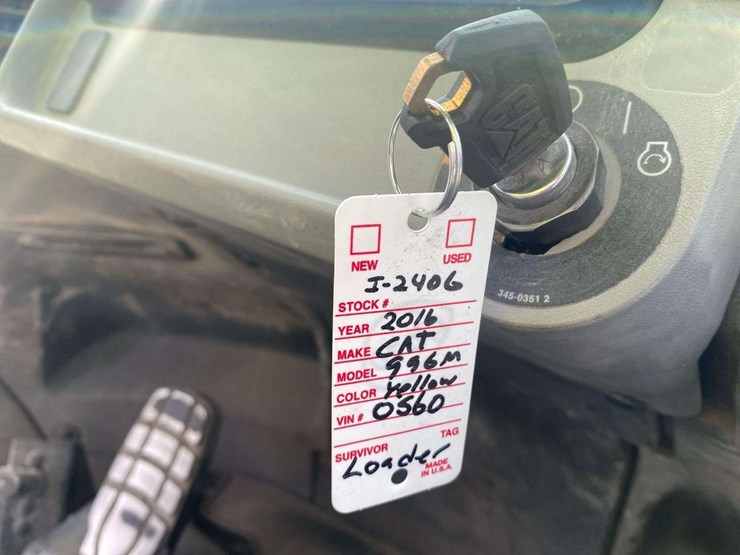 CAT
NEW USED
I-2406
STOCK #
YEAR 2016
MAKE CAT
MODEL 996M
COLOR Yellow
VIN # 0560
SURVIVOR TAG
Loader
MADE
IN U.S.A.
345-0351 2